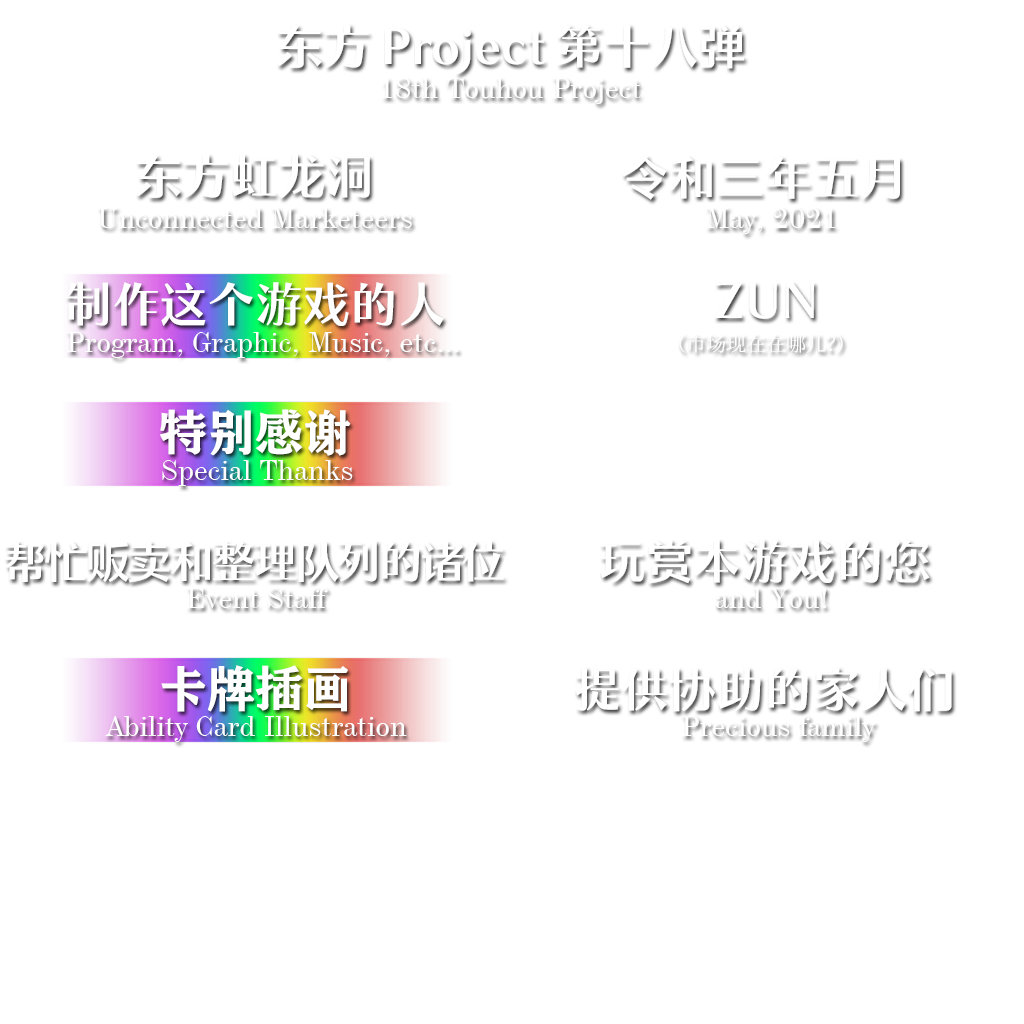 东方 Project 第十八弹
18th Touhou Project
东方虹龙洞
Unconnected Marketeers
令和三年五月
May, 2021
制作这个游戏的人
Program, Graphic, Music, etc...
ZUN
(市场现在在哪儿?)
特别感谢
Special Thanks
帮忙贩卖和整理队列的诸位
Event Staff
玩赏本游戏的您
and You!
卡牌插画
Ability Card Illustration
提供协助的家人们
Precious family